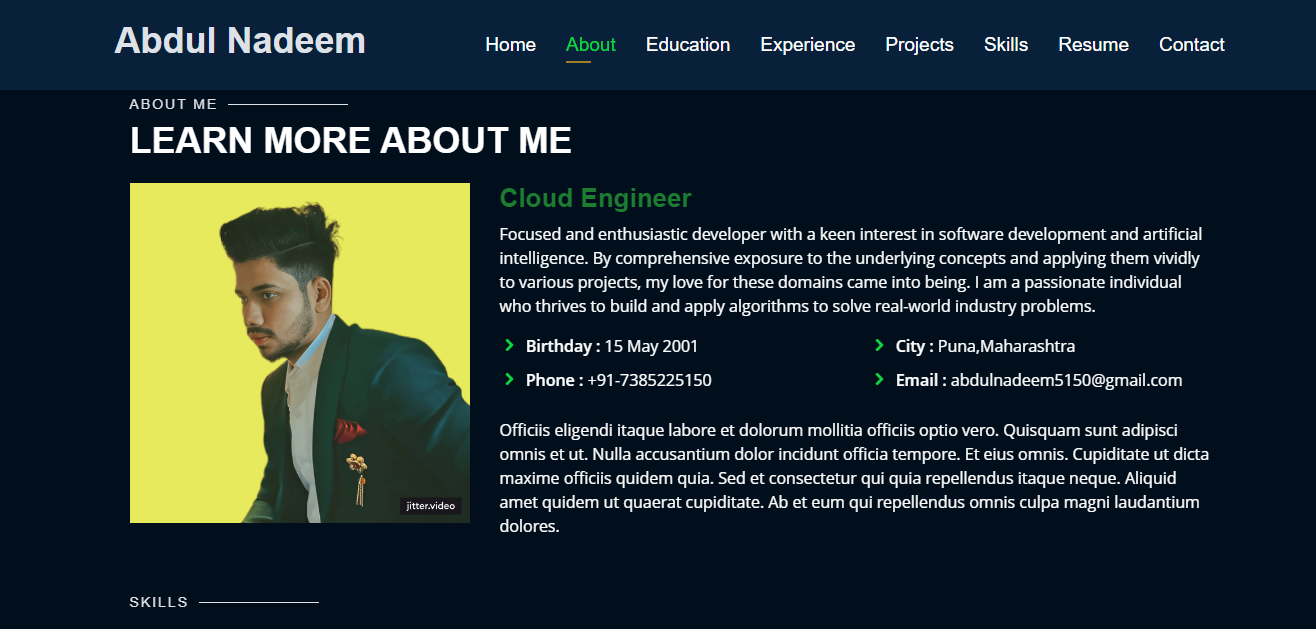 Abdul Nadeem
Home About Education Experience Projects Skills Resume Contact
ABOUT ME
LEARN MORE ABOUT ME
Cloud Engineer
Focused and enthusiastic developer with a keen interest in software development and artificial
intelligence. By comprehensive exposure to the underlying concepts and applying them vividly
to various projects, my love for these domains came into being. I am a passionate individual
who thrives to build and apply algorithms to solve real-world industry problems.
Birthday : 15 May 2001
City : Puna,Maharashtra
Phone : +91-7385225150
Email : abdulnadeem5150@gmail.com
Officiis eligendi itaque labore et dolorum mollitia officiis optio vero. Quisquam sunt adipisci
omnis et ut. Nulla accusantium dolor incidunt officia tempore. Et eius omnis. Cupiditate ut dicta
maxime officiis quidem quia. Sed et consectetur qui quia repellendus itaque neque. Aliquid
amet quidem ut quaerat cupiditate. Ab et eum qui repellendus omnis culpa magni laudantium
dolores.
jitter.video
SKILLS